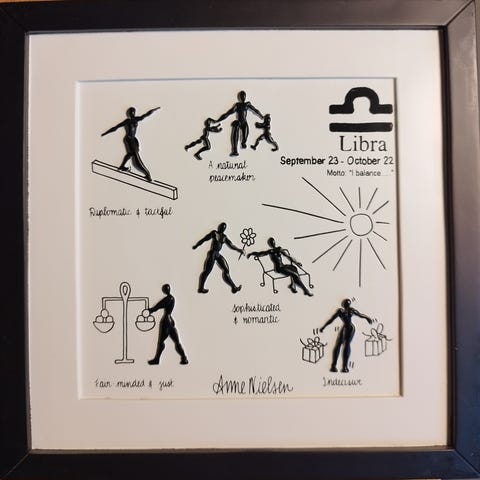 Libra
September 23 - October 22
Motto: "I balance....."
A natural
peacemaker
Diplomatic & tactful
sophisticated
& romantic
Fair-minded & just
Indecisive
Anne Nielsen